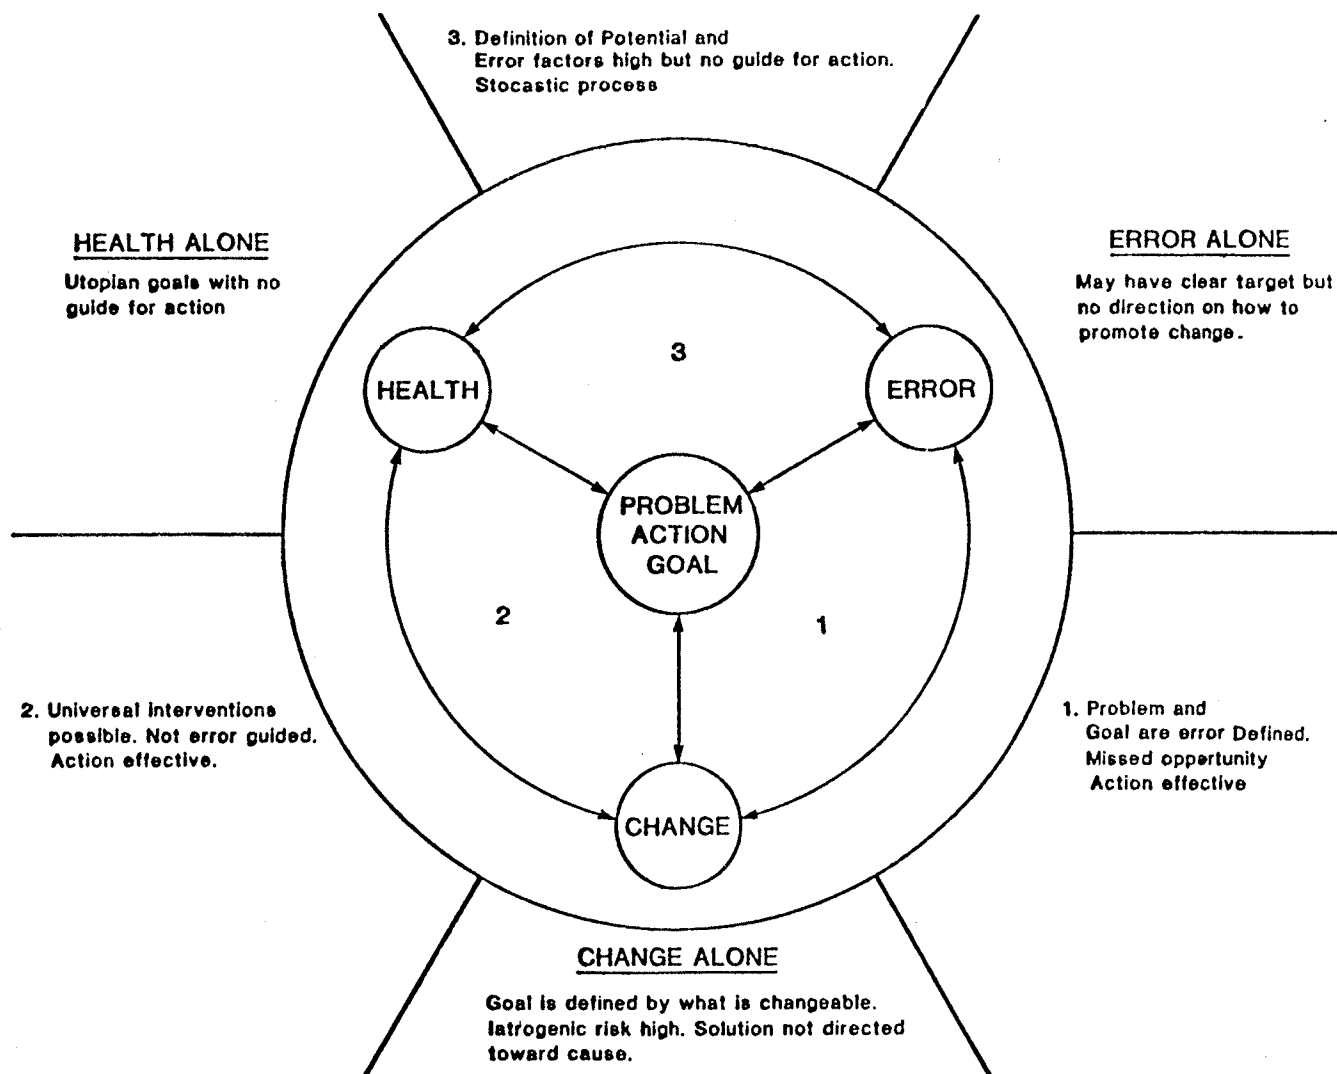 3. Definition of Potential and
Error factors high but no guide for action.
Stocastic process
HEALTH ALONE
Utopian goals with no
guide for action
ERROR ALONE
May have clear target but
no direction on how to
promote change.
3
HEALTH
ERROR
PROBLEM
ACTION
GOAL
2
1
2. Universal interventions
possible. Not error guided.
Action effective.
1. Problem and
Goal are error Defined.
Missed opportunity
Action effective
CHANGE
CHANGE ALONE
Goal is defined by what is changeable.
Iatrogenic risk high. Solution not directed
toward cause.